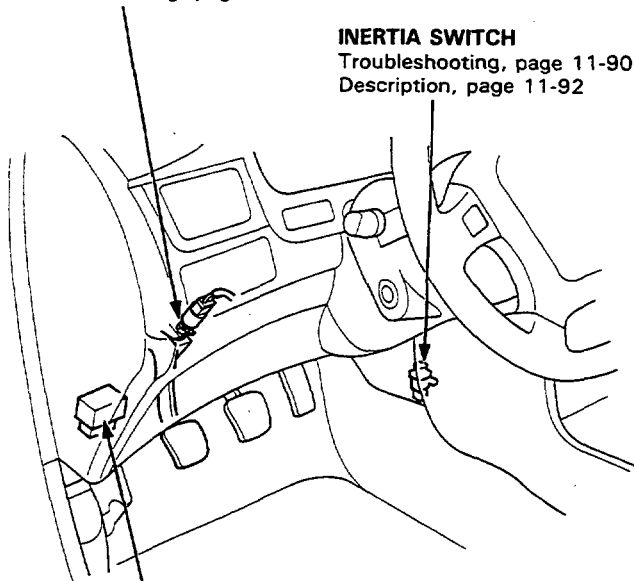 INERTIA SWITCH
Troubleshooting, page 11-90
Description, page 11-92